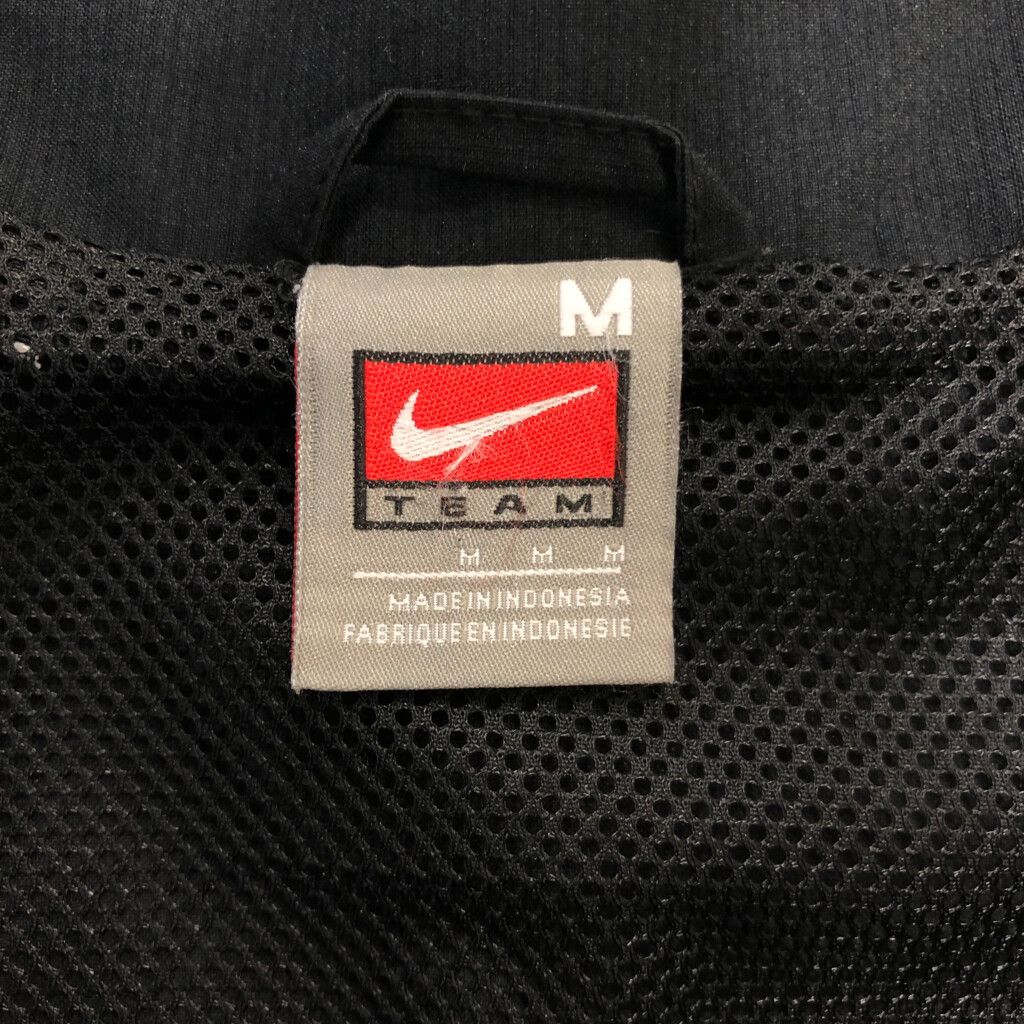 M
TEAM
M M M
MADE IN INDONESIA
FABRIQUE EN INDONESIE